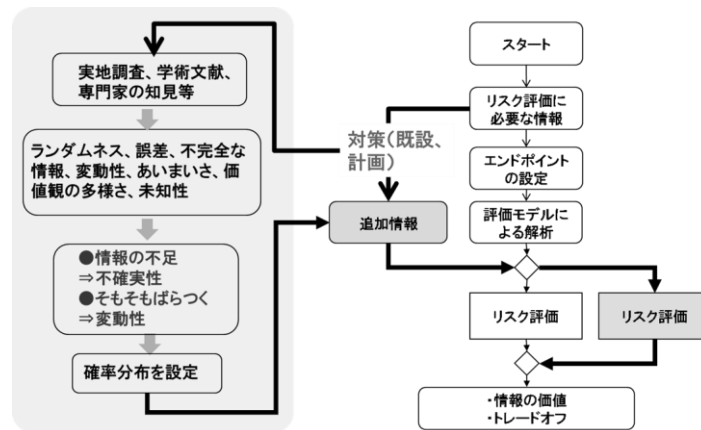 実地調査、学術文献、
専門家の知見等
ランダムネス、誤差、不完全な
情報、変動性、あいまいさ、価
値観の多様さ、未知性
●情報の不足
⇒不確実性
●そもそもばらつく
⇒変動性
確率分布を設定
対策（既設、
計画）
追加情報
スタート
リスク評価に
必要な情報
エンドポイント
の設定
評価モデルによ
る解析
リスク評価
リスク評価
・情報の価値
・トレードオフ